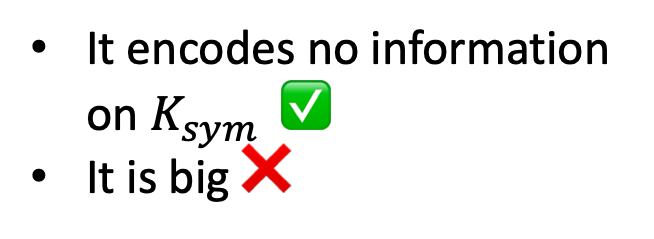 • It encodes no information
on K_sym ✅
• It is big ❌